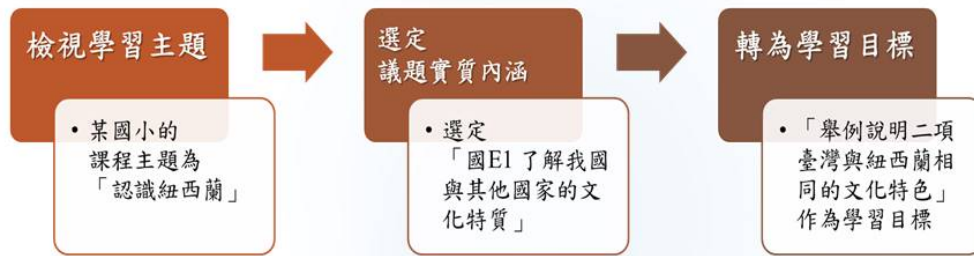 檢視學習主題
• 某國小的
課程主題為
「認識紐西蘭」
選定
議題實質內涵
• 選定
「國E1 了解我國
與其他國家的文
化特質」
轉為學習目標
• 「舉例說明二項
臺灣與紐西蘭相
同的文化特色」
作為學習目標